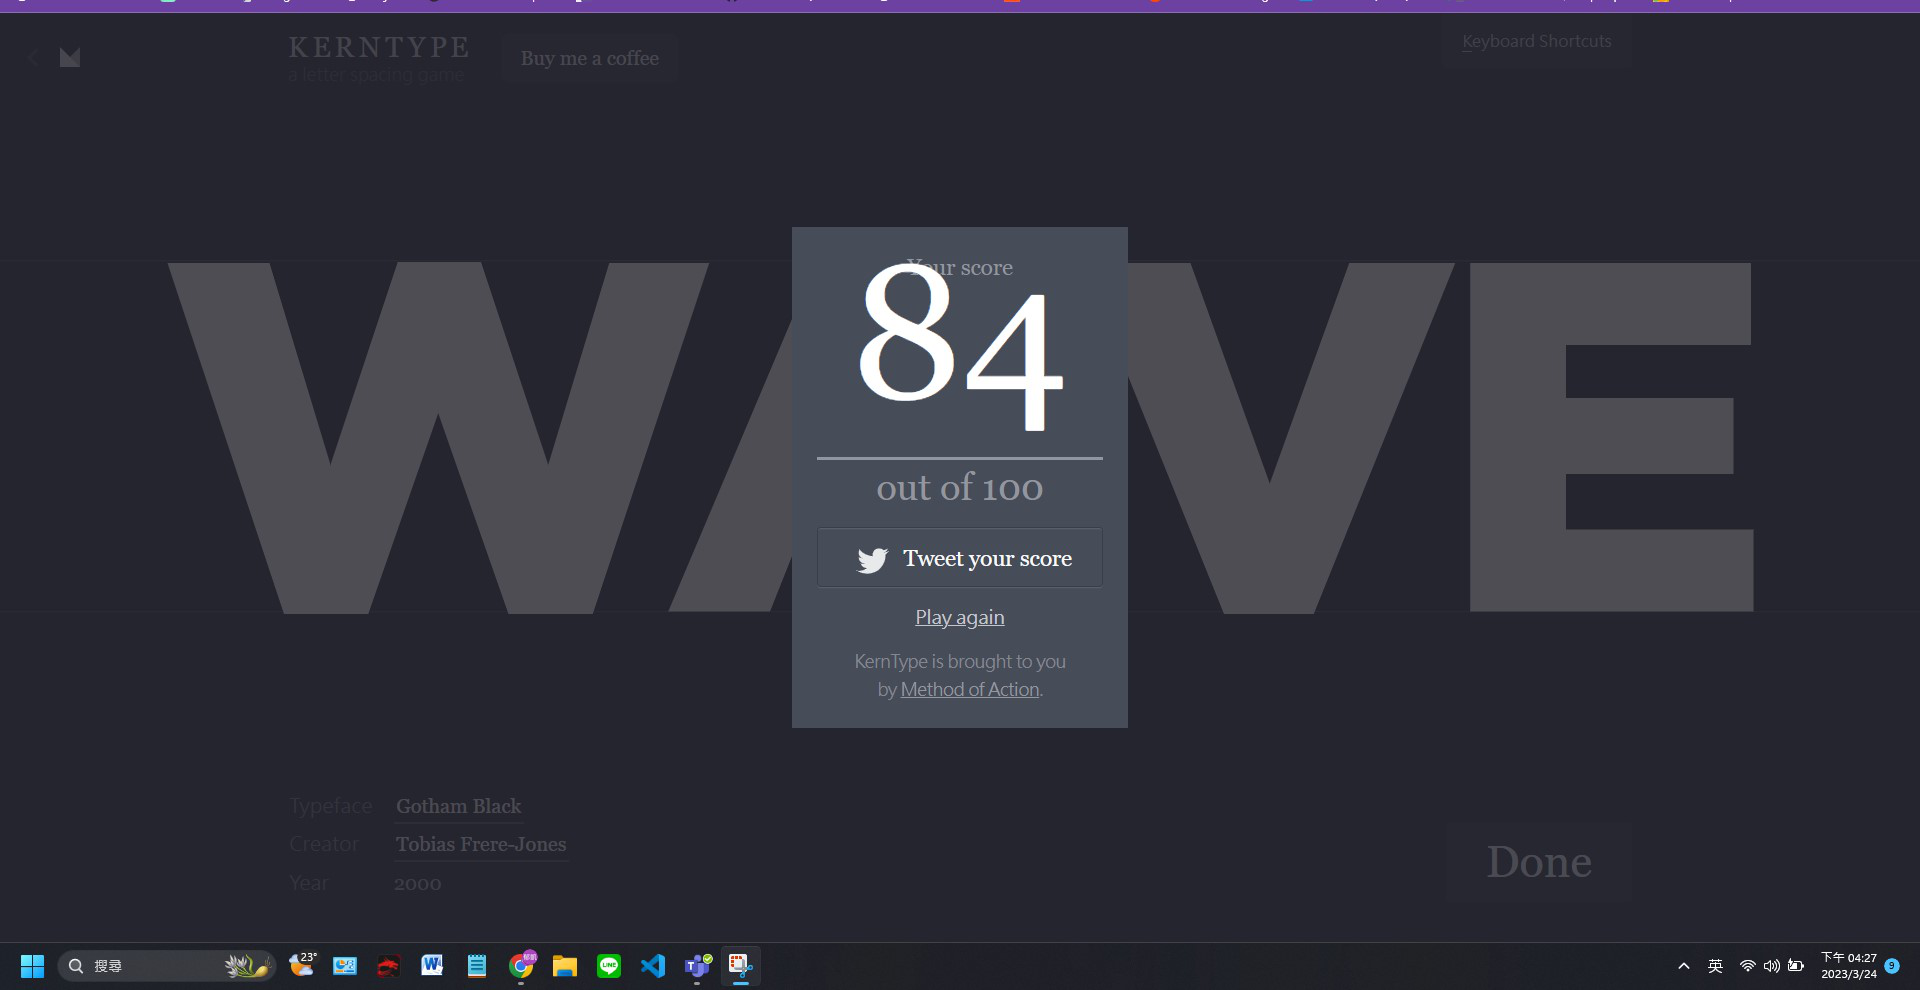 KERNTYPE
a letter spacing game
Buy me a coffee
Keyboard Shortcuts
WAVE
Your score
84
out of 100
Tweet your score
Play again
KernType is brought to you
by Method of Action.
Typeface Gotham Black
Creator Tobias Frere-Jones
Year 2000
Done
搜尋
23°
LINE
英
下午 04:27
2023/3/24
9